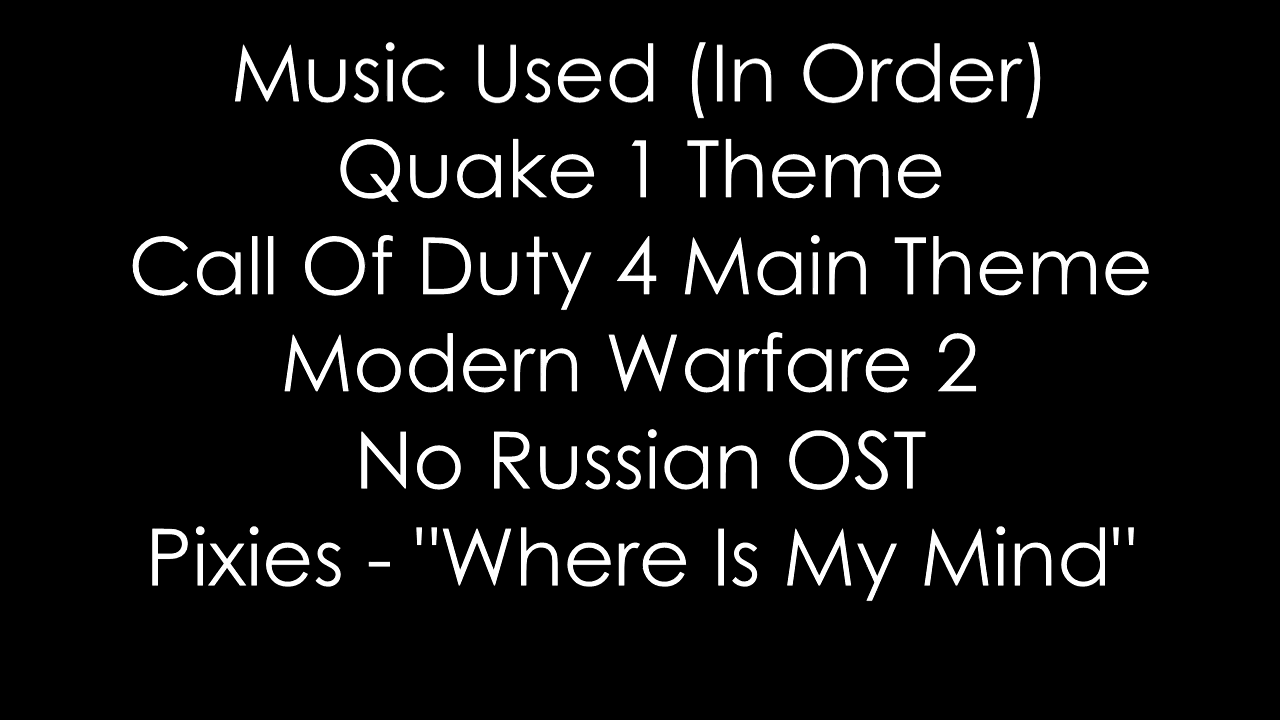 Music Used (In Order)
Quake 1 Theme
Call Of Duty 4 Main Theme
Modern Warfare 2
No Russian OST
Pixies - "Where Is My Mind"